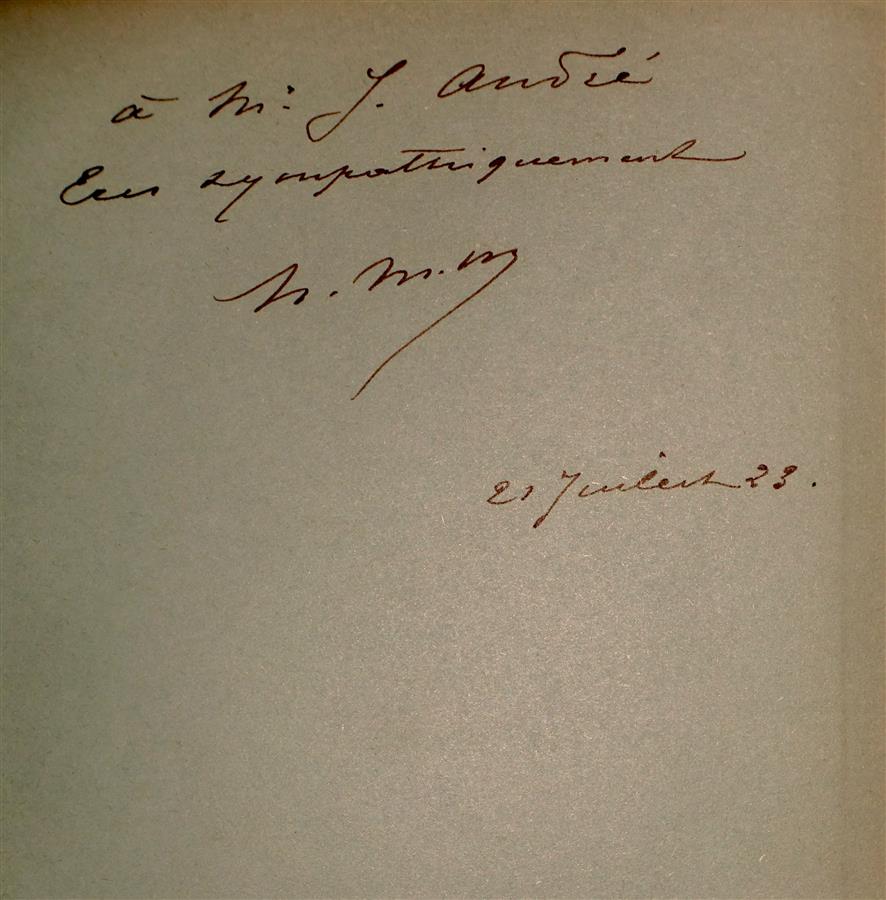 à M. J. André
sympathiquement
21 Juillet 23.